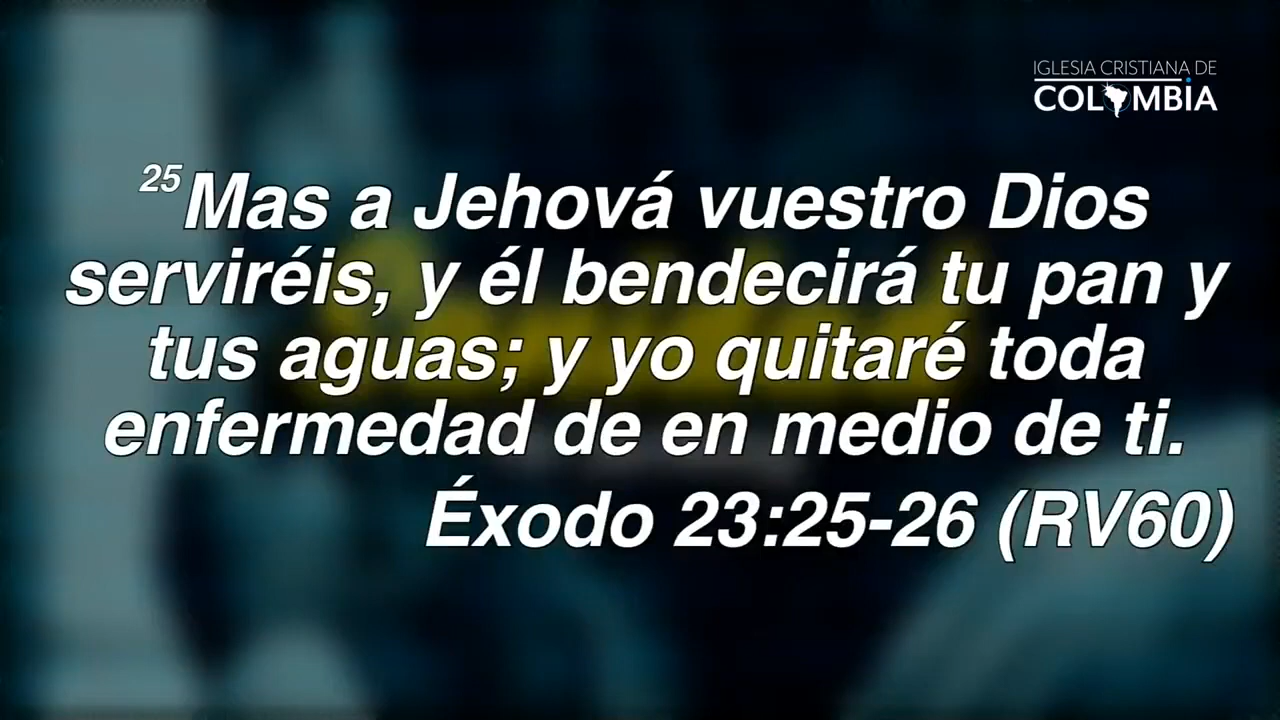 IGLESIA CRISTIANA DE
COLOMBIA
25 Mas a Jehová vuestro Dios
serviréis, y él bendecirá tu pan y
tus aguas; y yo quitaré toda
enfermedad de en medio de ti.
Éxodo 23:25-26 (RV60)